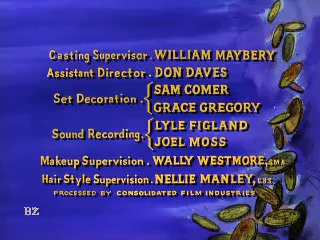 Casting Supervisor . WILLIAM MAYBERY
Assistant Director . DON DAVES
Set Decoration . SAM COMER
GRACE GREGORY
Sound Recording. LYLE FIGLAND
JOEL MOSS
Makeup Supervision . WALLY WESTMORE, S.M.A.
Hair Style Supervision . NELLIE MANLEY, C.H.S.
PROCESSED BY CONSOLIDATED FILM INDUSTRIES
BZ